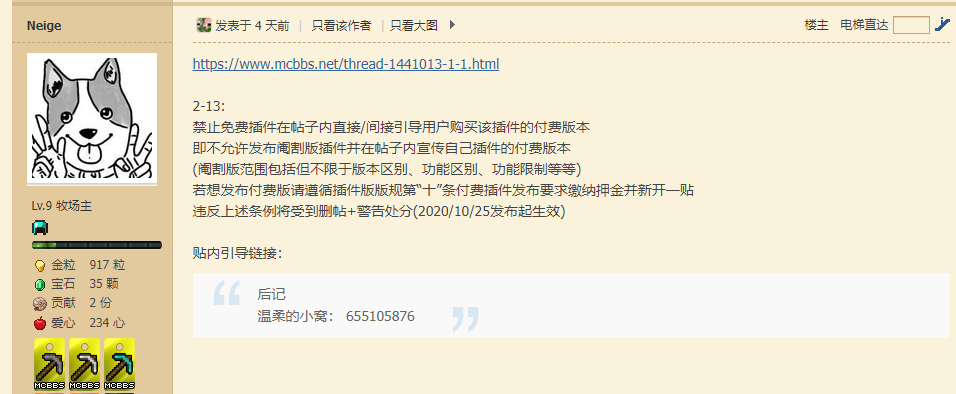 Neige
发表于 4 天前 | 只看该作者 | 只看大图
楼主 电梯直达
https://www.mcbbs.net/thread-1441013-1-1.html
2-13:
禁止免费插件在帖子内直接/间接引导用户购买该插件的付费版本
即不允许发布阉割版插件并在帖子内宣传自己插件的付费版本
(阉割版范围包括但不限于版本区别、功能区别、功能限制等等)
若想发布付费版请遵循插件版版规第“十”条付费插件发布要求缴纳押金并新开一贴
违反上述条例将受到删帖+警告处分(2020/10/25发布起生效)
贴内引导链接：
“ 后记
温柔的小窝： 655105876 ”
Lv.9 牧场主
金粒 917 粒
宝石 35 颗
贡献 2 份
爱心 234 心
MCBBS MCBBS MCBBS